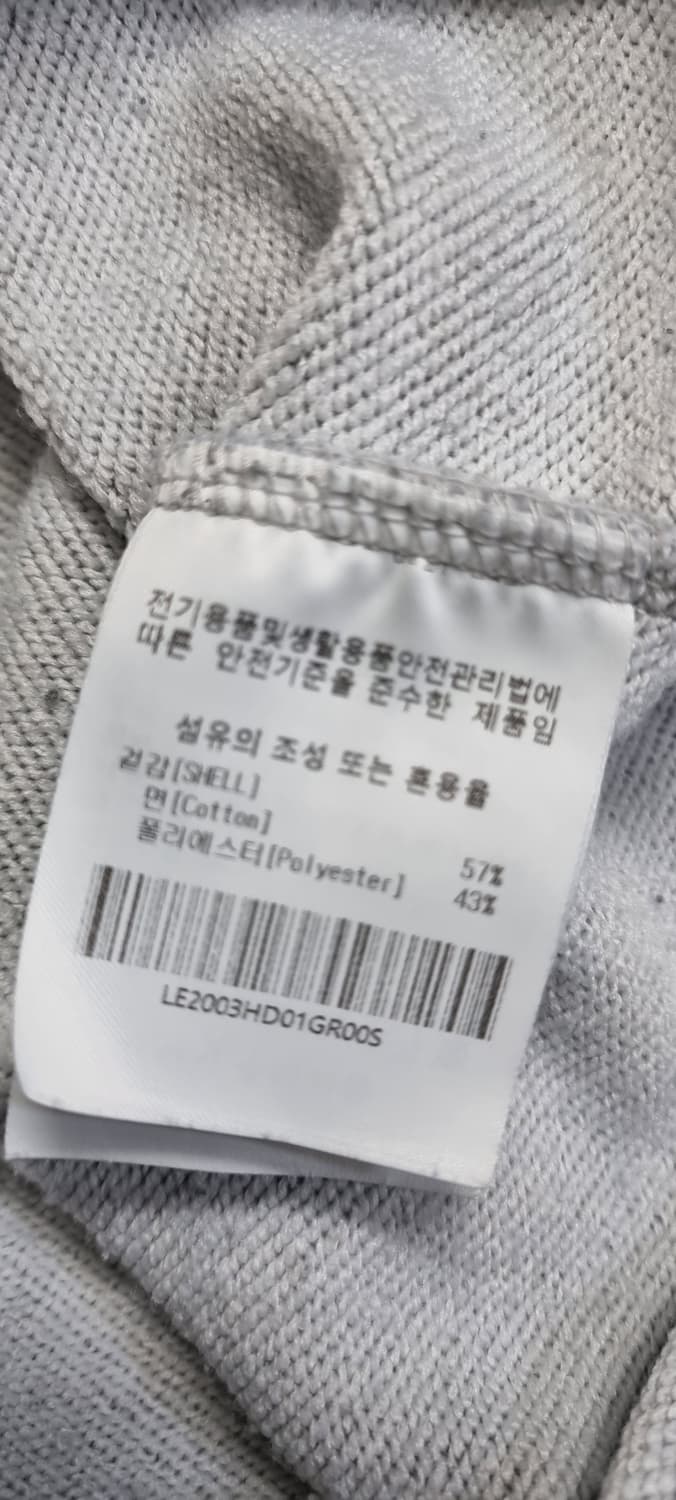 전기용품및생활용품안전관리법에
따른 안전기준을 준수한 제품임
섬유의 조성 또는 혼용율
겉감[SHELL]
면[Cotton] 57%
폴리에스터[Polyester] 43%
LE2003HD01GR00S